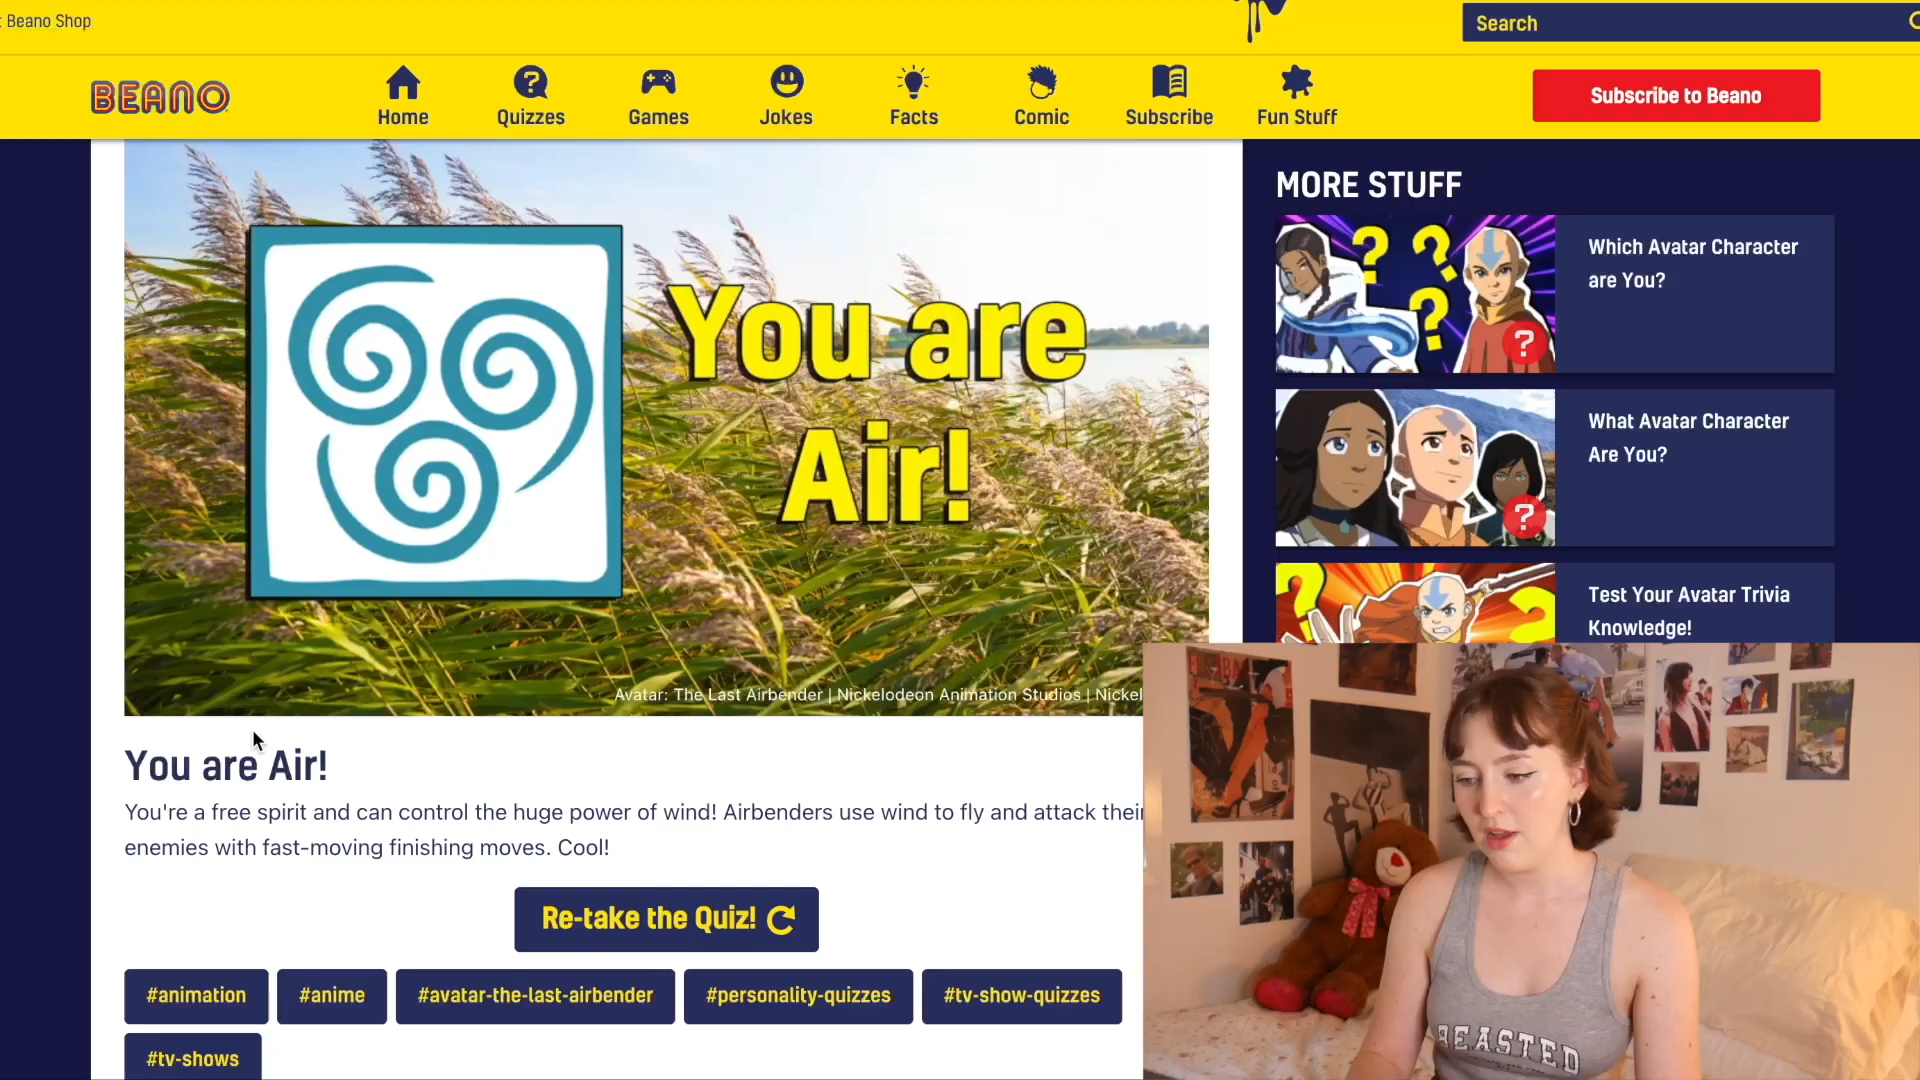 Beano Shop
Search
BEANO
Home
Quizzes
Games
Jokes
Facts
Comic
Subscribe
Fun Stuff
Subscribe to Beano
You are
Air!
Avatar: The Last Airbender | Nickelodeon Animation Studios | Nickel
MORE STUFF
Which Avatar Character
are You?
What Avatar Character
Are You?
Test Your Avatar Trivia
Knowledge!
You are Air!
You're a free spirit and can control the huge power of wind! Airbenders use wind to fly and attack their
enemies with fast-moving finishing moves. Cool!
Re-take the Quiz!
#animation
#anime
#avatar-the-last-airbender
#personality-quizzes
#tv-show-quizzes
#tv-shows
BEASTED